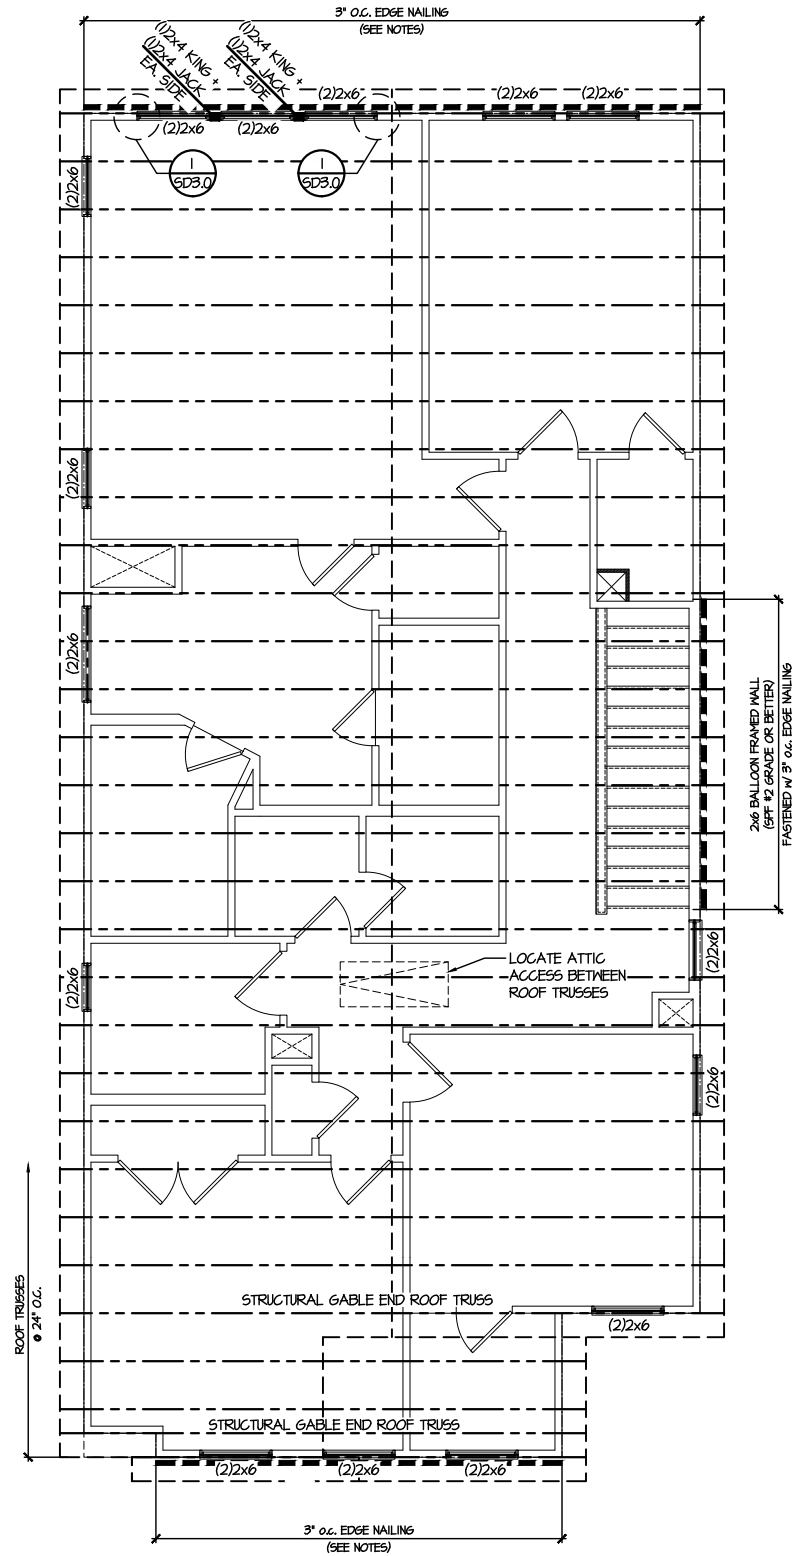 3" O.C. EDGE NAILING
(SEE NOTES)
(1)2x4 KING +
(1)2x4 JACK
EA. SIDE
(1)2x4 KING +
(1)2x4 JACK
EA. SIDE
(2)2x6
(2)2x6
(2)2x6
(2)2x6
(2)2x6
1
SD3.0
1
SD3.0
(2)2x6
(2)2x6
(2)2x6
2x6 BALLOON FRAMED WALL
(SPF #2 GRADE OR BETTER)
FASTENED W/ 3" O.C. EDGE NAILING
LOCATE ATTIC
ACCESS BETWEEN
ROOF TRUSSES
(2)2x6
(2)2x6
(2)2x6
ROOF TRUSSES
@ 24" O.C.
STRUCTURAL GABLE END ROOF TRUSS
(2)2x6
STRUCTURAL GABLE END ROOF TRUSS
(2)2x6
(2)2x6
(2)2x6
3" O.C. EDGE NAILING
(SEE NOTES)